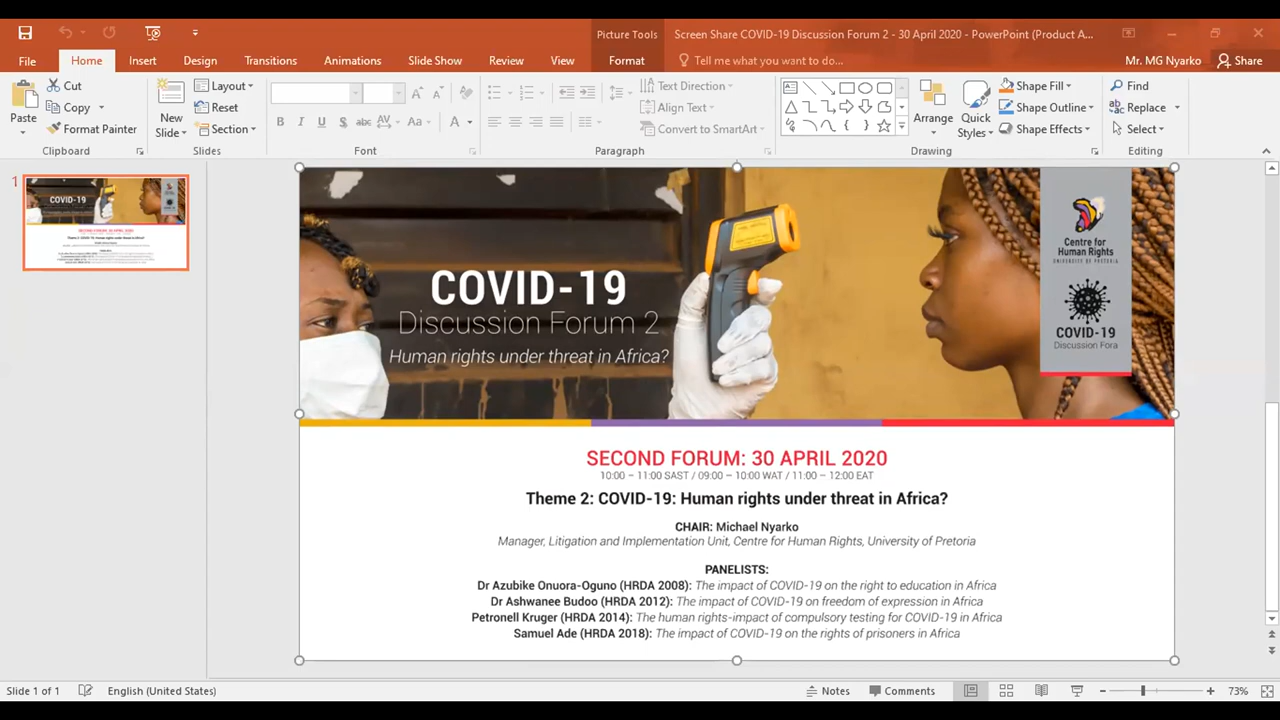 Picture Tools
Screen Share COVID-19 Discussion Forum 2 - 30 April 2020 - PowerPoint (Product A...
File Home Insert Design Transitions Animations Slide Show Review View Format Tell me what you want to do... Mr. MG Nyarko Share
Paste
Cut
Copy
Format Painter
Clipboard
New
Slide
Layout
Reset
Section
Slides
B I U S abc AV Aa A
Font
Text Direction
Align Text
Convert to SmartArt
Paragraph
Arrange
Quick
Styles
Shape Fill
Shape Outline
Shape Effects
Drawing
Find
Replace
Select
Editing
1
COVID-19
Centre for
Human Rights
UNIVERSITY OF PRETORIA
COVID-19
Discussion Fora
COVID-19
Discussion Forum 2
Human rights under threat in Africa?
SECOND FORUM: 30 APRIL 2020
10:00 – 11:00 SAST / 09:00 – 10:00 WAT / 11:00 – 12:00 EAT
Theme 2: COVID-19: Human rights under threat in Africa?
CHAIR: Michael Nyarko
Manager, Litigation and Implementation Unit, Centre for Human Rights, University of Pretoria
PANELISTS:
Dr Azubike Onuora-Oguno (HRDA 2008): The impact of COVID-19 on the right to education in Africa
Dr Ashwanee Budoo (HRDA 2012): The impact of COVID-19 on freedom of expression in Africa
Petronell Kruger (HRDA 2014): The human rights-impact of compulsory testing for COVID-19 in Africa
Samuel Ade (HRDA 2018): The impact of COVID-19 on the rights of prisoners in Africa
Slide 1 of 1 English (United States) Notes Comments 73%